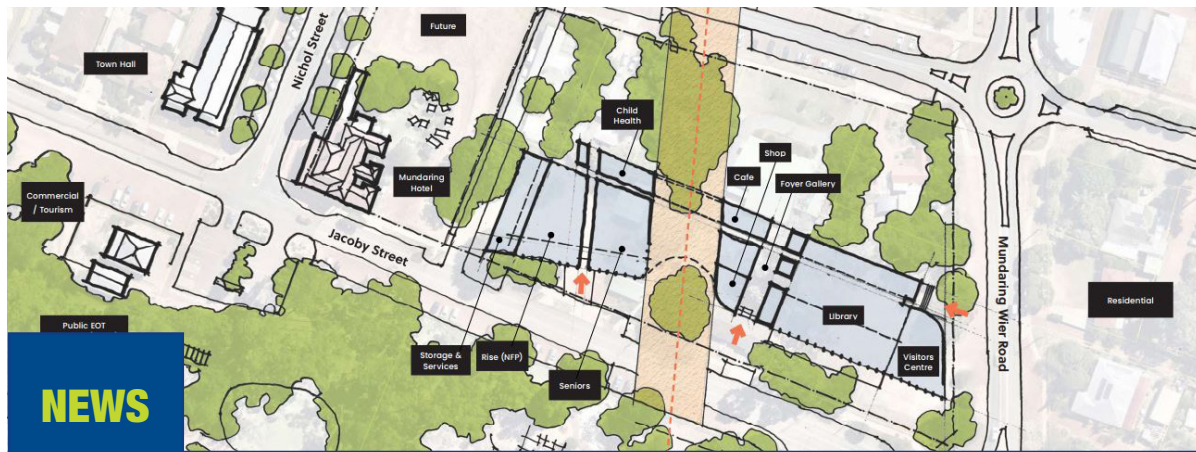 Future
Town Hall
Nichol Street
Child
Health
Shop
Cafe
Foyer Gallery
Mundaring
Hotel
Commercial
/ Tourism
Jacoby Street
Mundaring Wier Road
Residential
Public EOT
Library
Storage &
Services
Rise (NFP)
Seniors
Visitors
Centre
NEWS